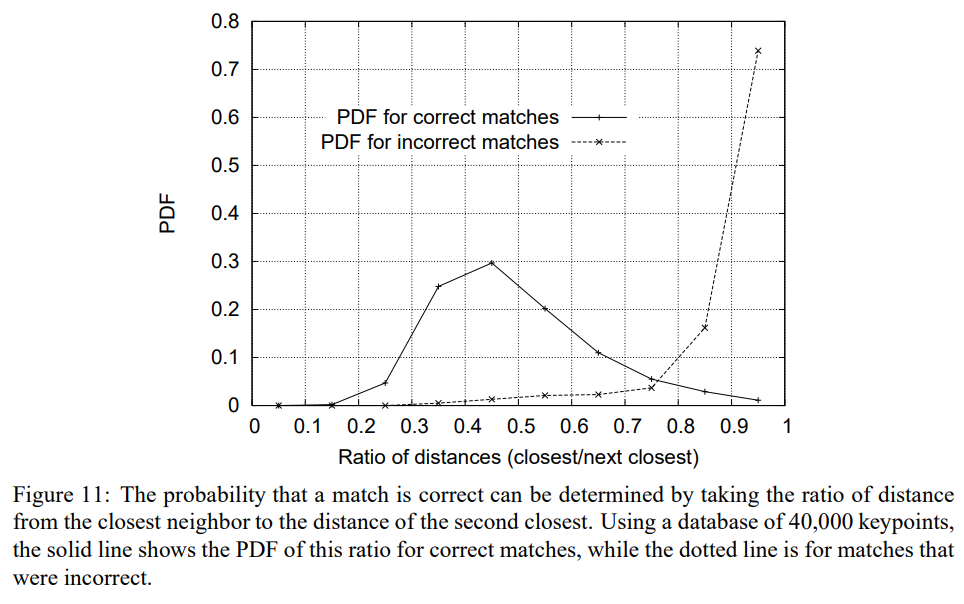 0.8
0.7
0.6
0.5
0.4
0.3
0.2
0.1
0
PDF
PDF for correct matches
PDF for incorrect matches
0 0.1 0.2 0.3 0.4 0.5 0.6 0.7 0.8 0.9 1
Ratio of distances (closest/next closest)
Figure 11: The probability that a match is correct can be determined by taking the ratio of distance
from the closest neighbor to the distance of the second closest. Using a database of 40,000 keypoints,
the solid line shows the PDF of this ratio for correct matches, while the dotted line is for matches that
were incorrect.